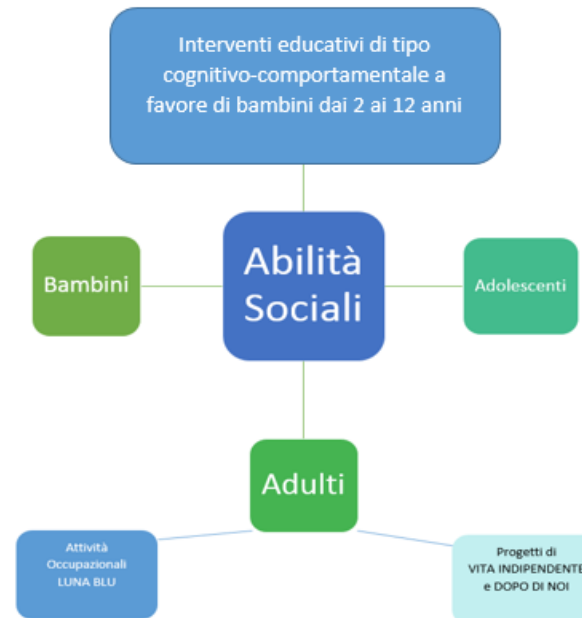 Interventi educativi di tipo
cognitivo-comportamentale a
favore di bambini dai 2 ai 12 anni
Bambini
Abilità
Sociali
Adolescenti
Adulti
Attività
Occupazionali
LUNA BLU
Progetti di
VITA INDIPENDENTE
e DOPO DI NOI